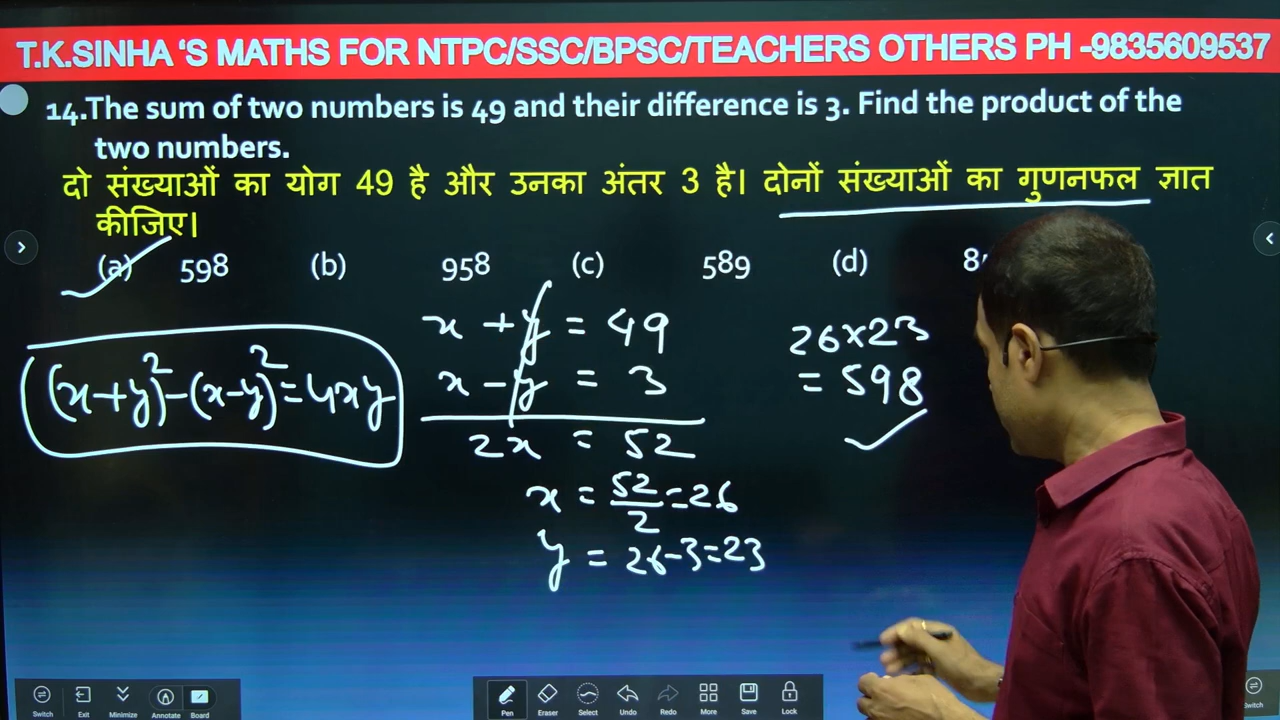 T.K.SINHA 'S MATHS FOR NTPC/SSC/BPSC/TEACHERS OTHERS PH -9835609537
14.The sum of two numbers is 49 and their difference is 3. Find the product of the
two numbers.
दो संख्याओं का योग 49 है और उनका अंतर 3 है। दोनों संख्याओं का गुणनफल ज्ञात
कीजिए।
(a) 598 (b) 958 (c) 589 (d)
(x+y)²-(x-y)²=4xy
x + y = 49
x - y = 3
2x = 52
x = 52/2 = 26
y = 26-3=23
26×23
= 598
Switch Exit Minimize Annotate Board Pen Eraser Select Undo Redo More Save Lock Switch